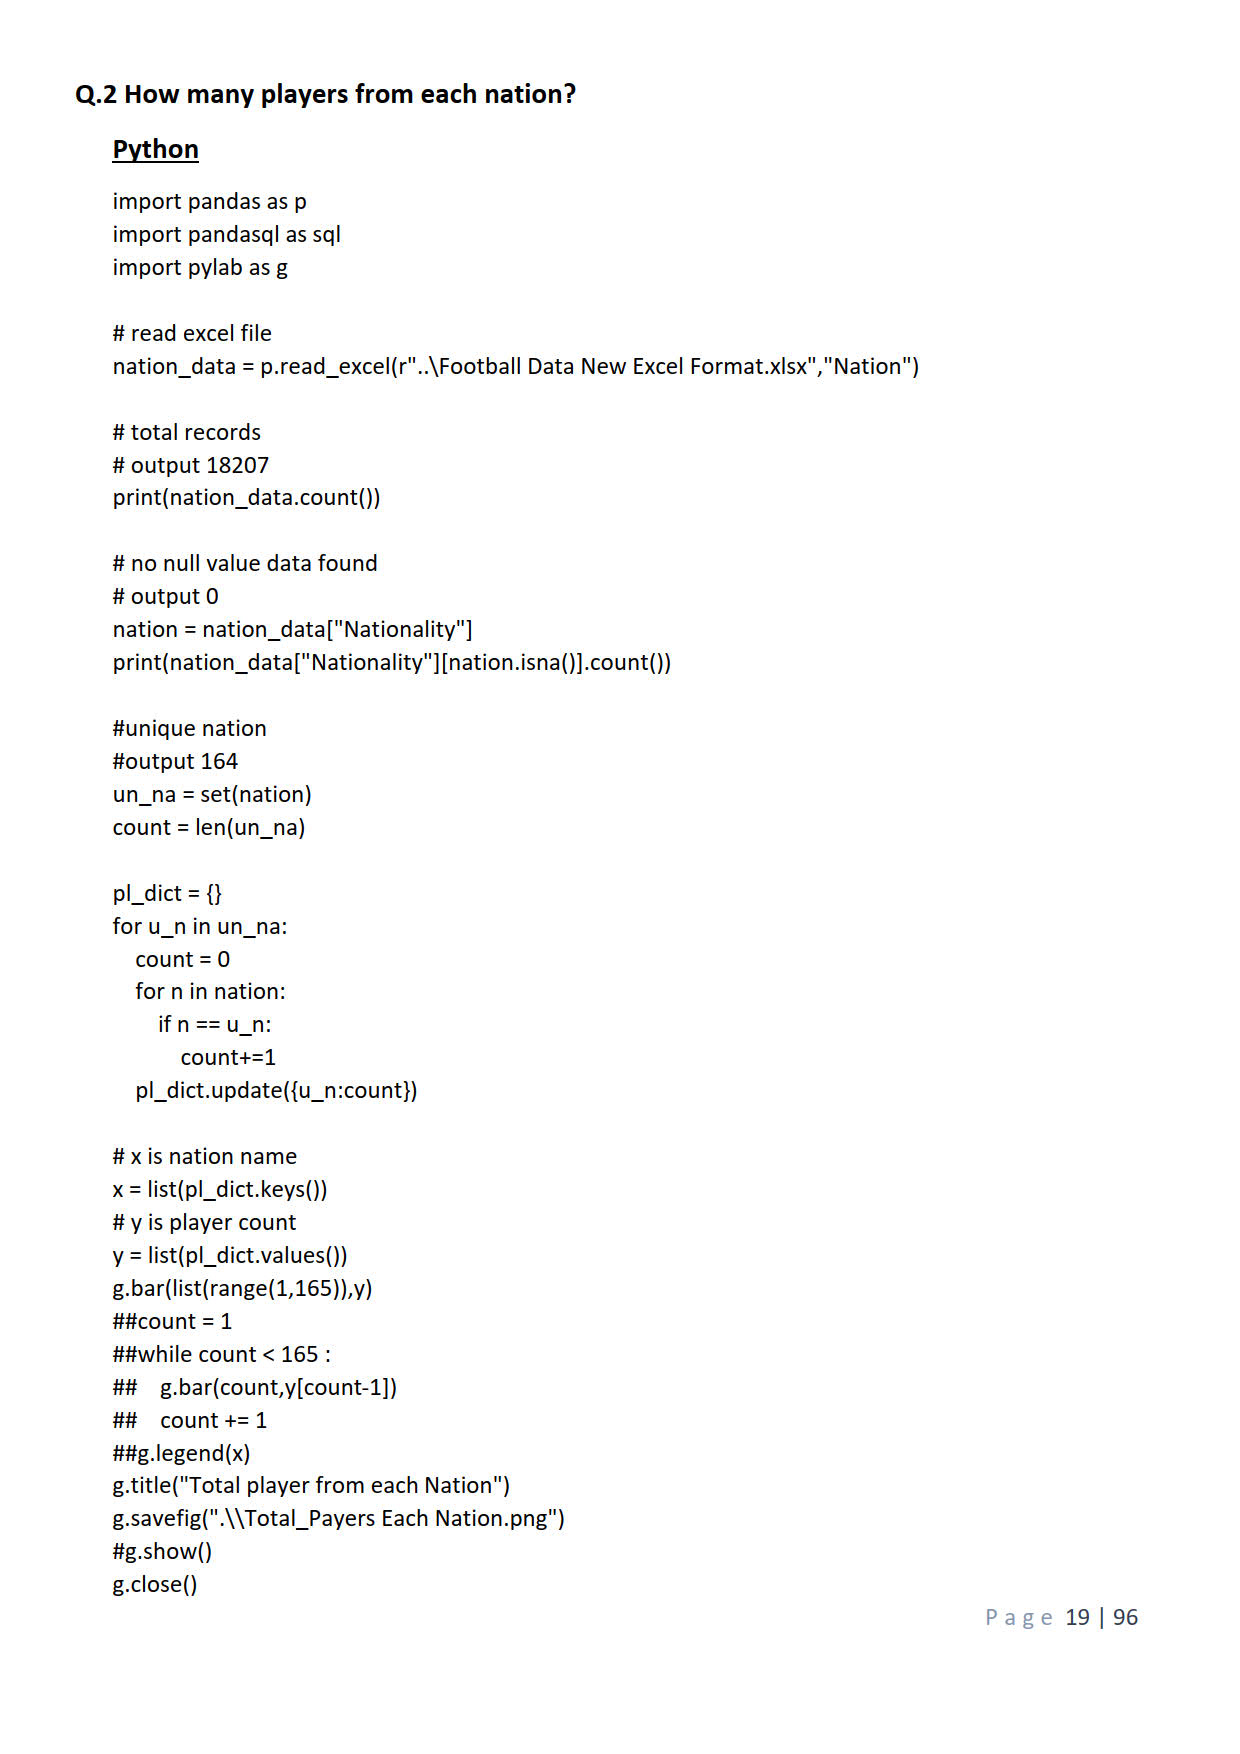 Q.2 How many players from each nation?
Python
import pandas as p
import pandasql as sql
import pylab as g
# read excel file
nation_data = p.read_excel(r"..\Football Data New Excel Format.xlsx","Nation")
# total records
# output 18207
print(nation_data.count())
# no null value data found
# output 0
nation = nation_data["Nationality"]
print(nation_data["Nationality"][nation.isna()].count())
#unique nation
#output 164
un_na = set(nation)
count = len(un_na)
pl_dict = {}
for u_n in un_na:
    count = 0
    for n in nation:
        if n == u_n:
            count+=1
    pl_dict.update({u_n:count})
# x is nation name
x = list(pl_dict.keys())
# y is player count
y = list(pl_dict.values())
g.bar(list(range(1,165)),y)
##count = 1
##while count < 165 :
##    g.bar(count,y[count-1])
##    count += 1
##g.legend(x)
g.title("Total player from each Nation")
g.savefig(".\\Total_Payers Each Nation.png")
#g.show()
g.close()
Page 19 | 96